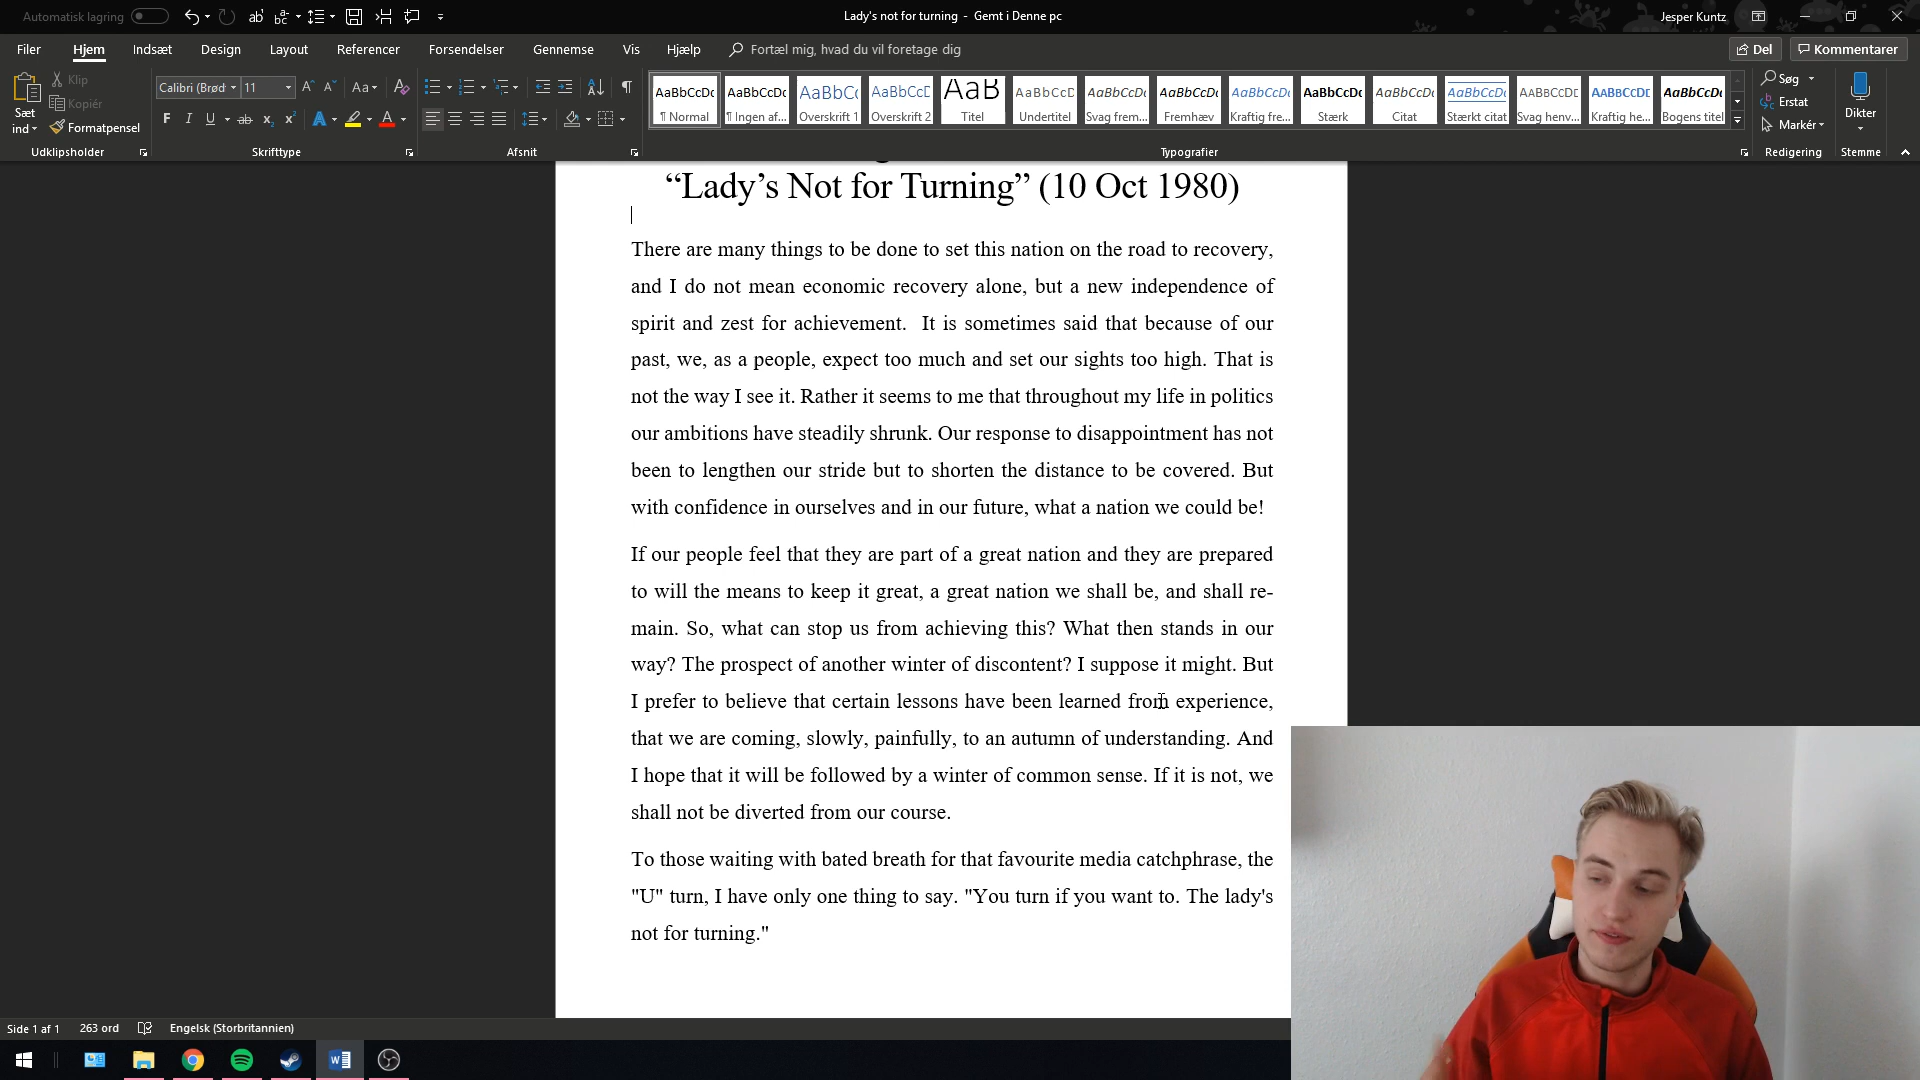 Automatisk lagring
Lady's not for turning - Gemt i Denne pc
Jesper Kuntz
Filer
Hjem
Indsæt
Design
Layout
Referencer
Forsendelser
Gennemse
Vis
Hjælp
Fortæl mig, hvad du vil foretage dig
Del
Kommentarer
Sæt
ind
Klip
Kopiér
Formatpensel
Udklipsholder
Calibri (Brød
11
Skrifttype
Afsnit
¶ Normal
¶ Ingen af...
Overskrift 1
Overskrift 2
Titel
Undertitel
Svag frem...
Fremhæv
Kraftig fre...
Stærk
Citat
Stærkt citat
Svag henv...
Kraftig he...
Bogens titel
Typografier
Søg
Erstat
Markér
Redigering
Dikter
Stemme
“Lady’s Not for Turning” (10 Oct 1980)
There are many things to be done to set this nation on the road to recovery,
and I do not mean economic recovery alone, but a new independence of
spirit and zest for achievement.  It is sometimes said that because of our
past, we, as a people, expect too much and set our sights too high. That is
not the way I see it. Rather it seems to me that throughout my life in politics
our ambitions have steadily shrunk. Our response to disappointment has not
been to lengthen our stride but to shorten the distance to be covered. But
with confidence in ourselves and in our future, what a nation we could be!
If our people feel that they are part of a great nation and they are prepared
to will the means to keep it great, a great nation we shall be, and shall re-
main. So, what can stop us from achieving this? What then stands in our
way? The prospect of another winter of discontent? I suppose it might. But
I prefer to believe that certain lessons have been learned from experience,
that we are coming, slowly, painfully, to an autumn of understanding. And
I hope that it will be followed by a winter of common sense. If it is not, we
shall not be diverted from our course.
To those waiting with bated breath for that favourite media catchphrase, the
"U" turn, I have only one thing to say. "You turn if you want to. The lady's
not for turning."
Side 1 af 1
263 ord
Engelsk (Storbritannien)